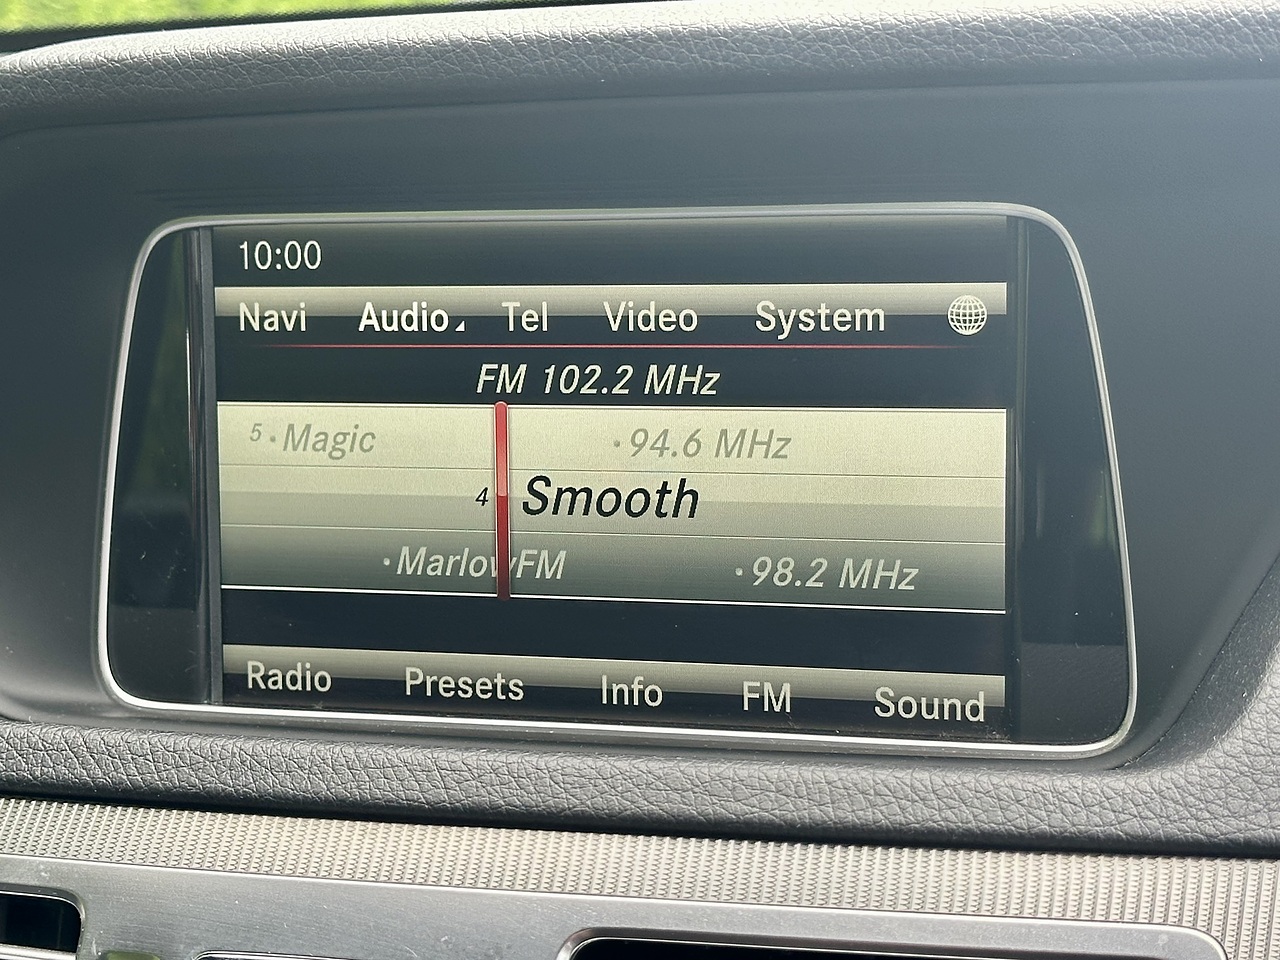 10:00
Navi Audio Tel Video System
FM 102.2 MHz
5 • Magic • 94.6 MHz
4 Smooth
• MarlowFM • 98.2 MHz
Radio Presets Info FM Sound